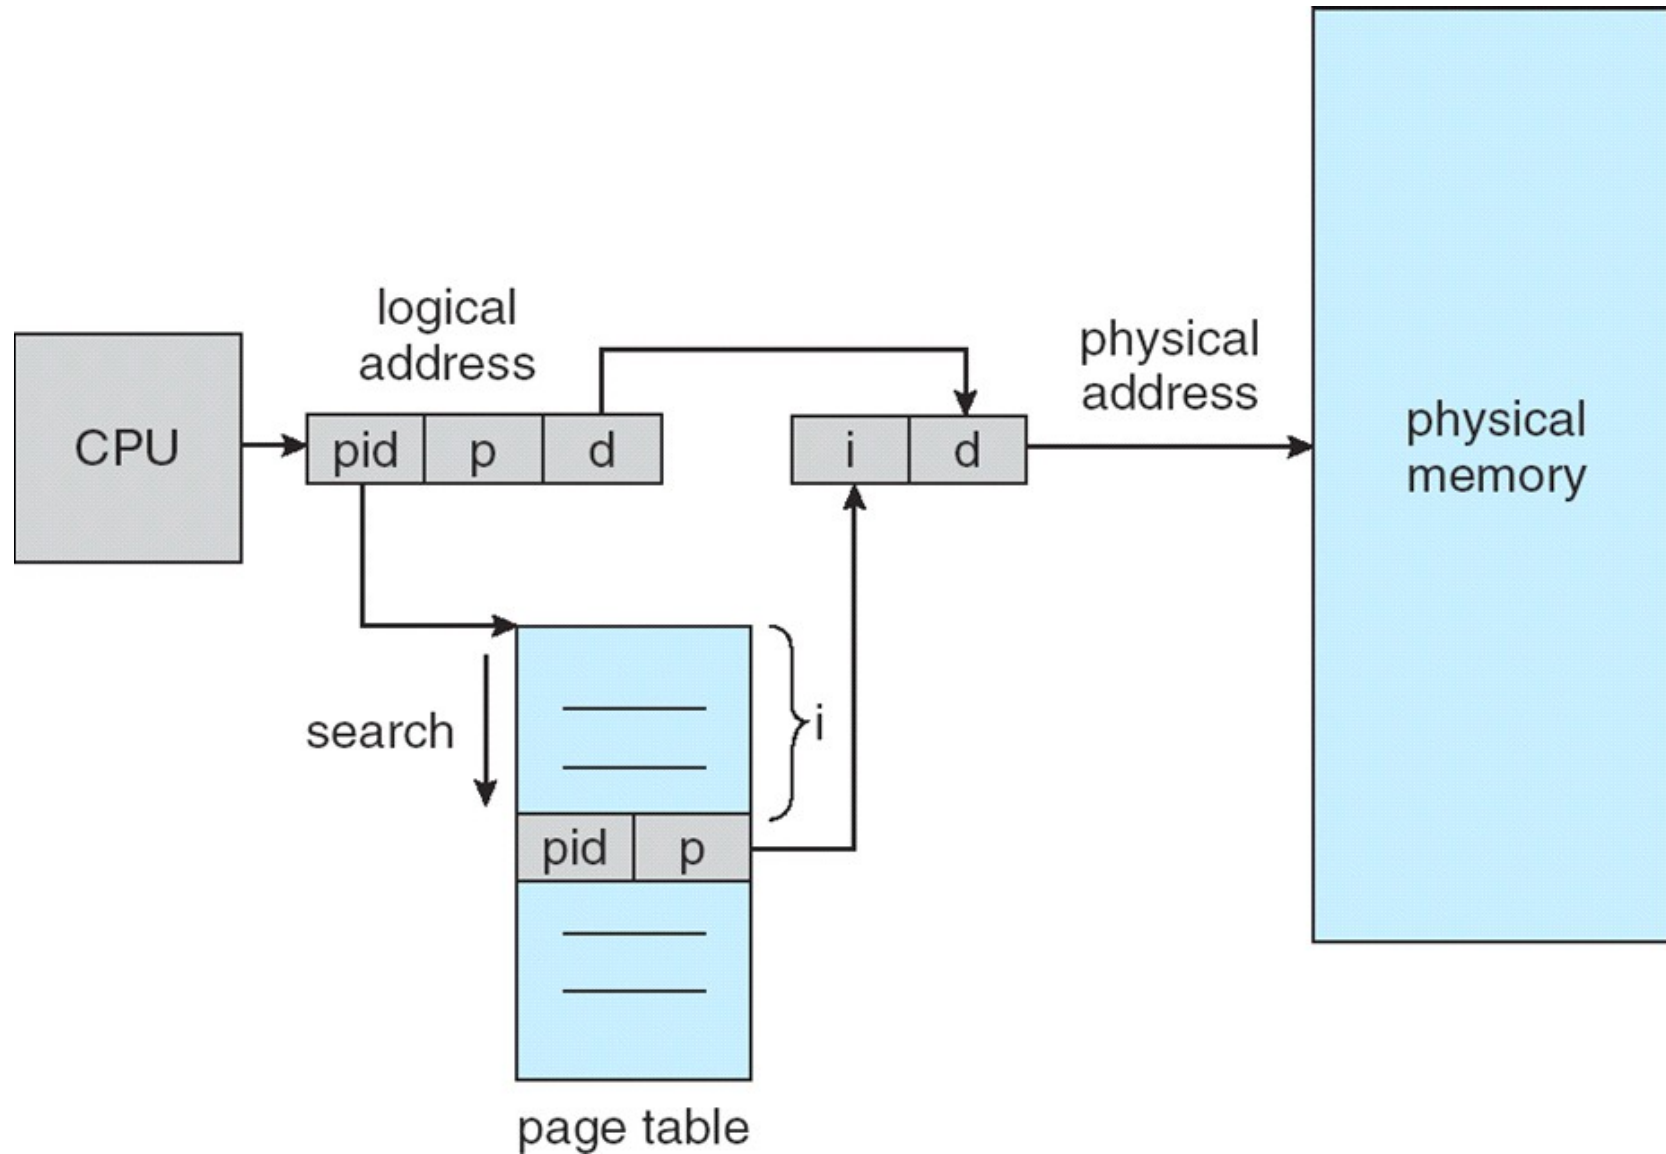 logical
address
CPU
pid p d
i d
physical
address
physical
memory
search
i
pid p
page table